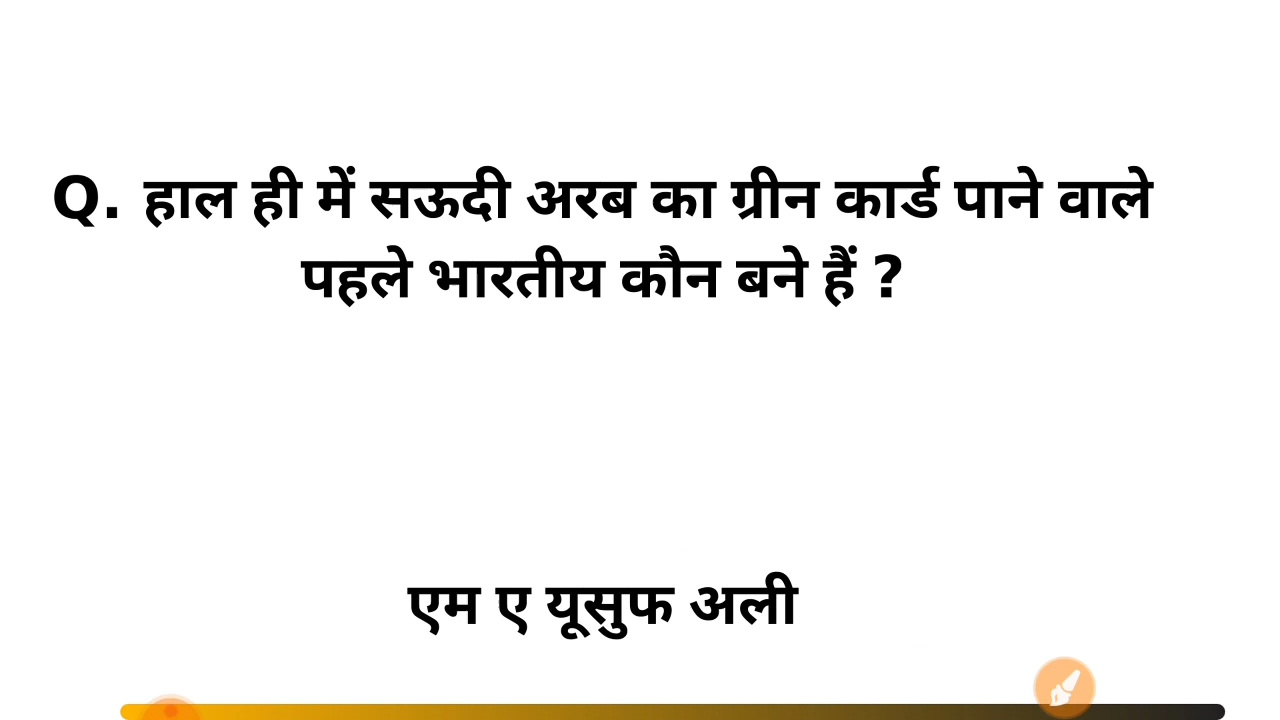 Q. हाल ही में सऊदी अरब का ग्रीन कार्ड पाने वाले
पहले भारतीय कौन बने हैं ?
एम ए यूसुफ अली